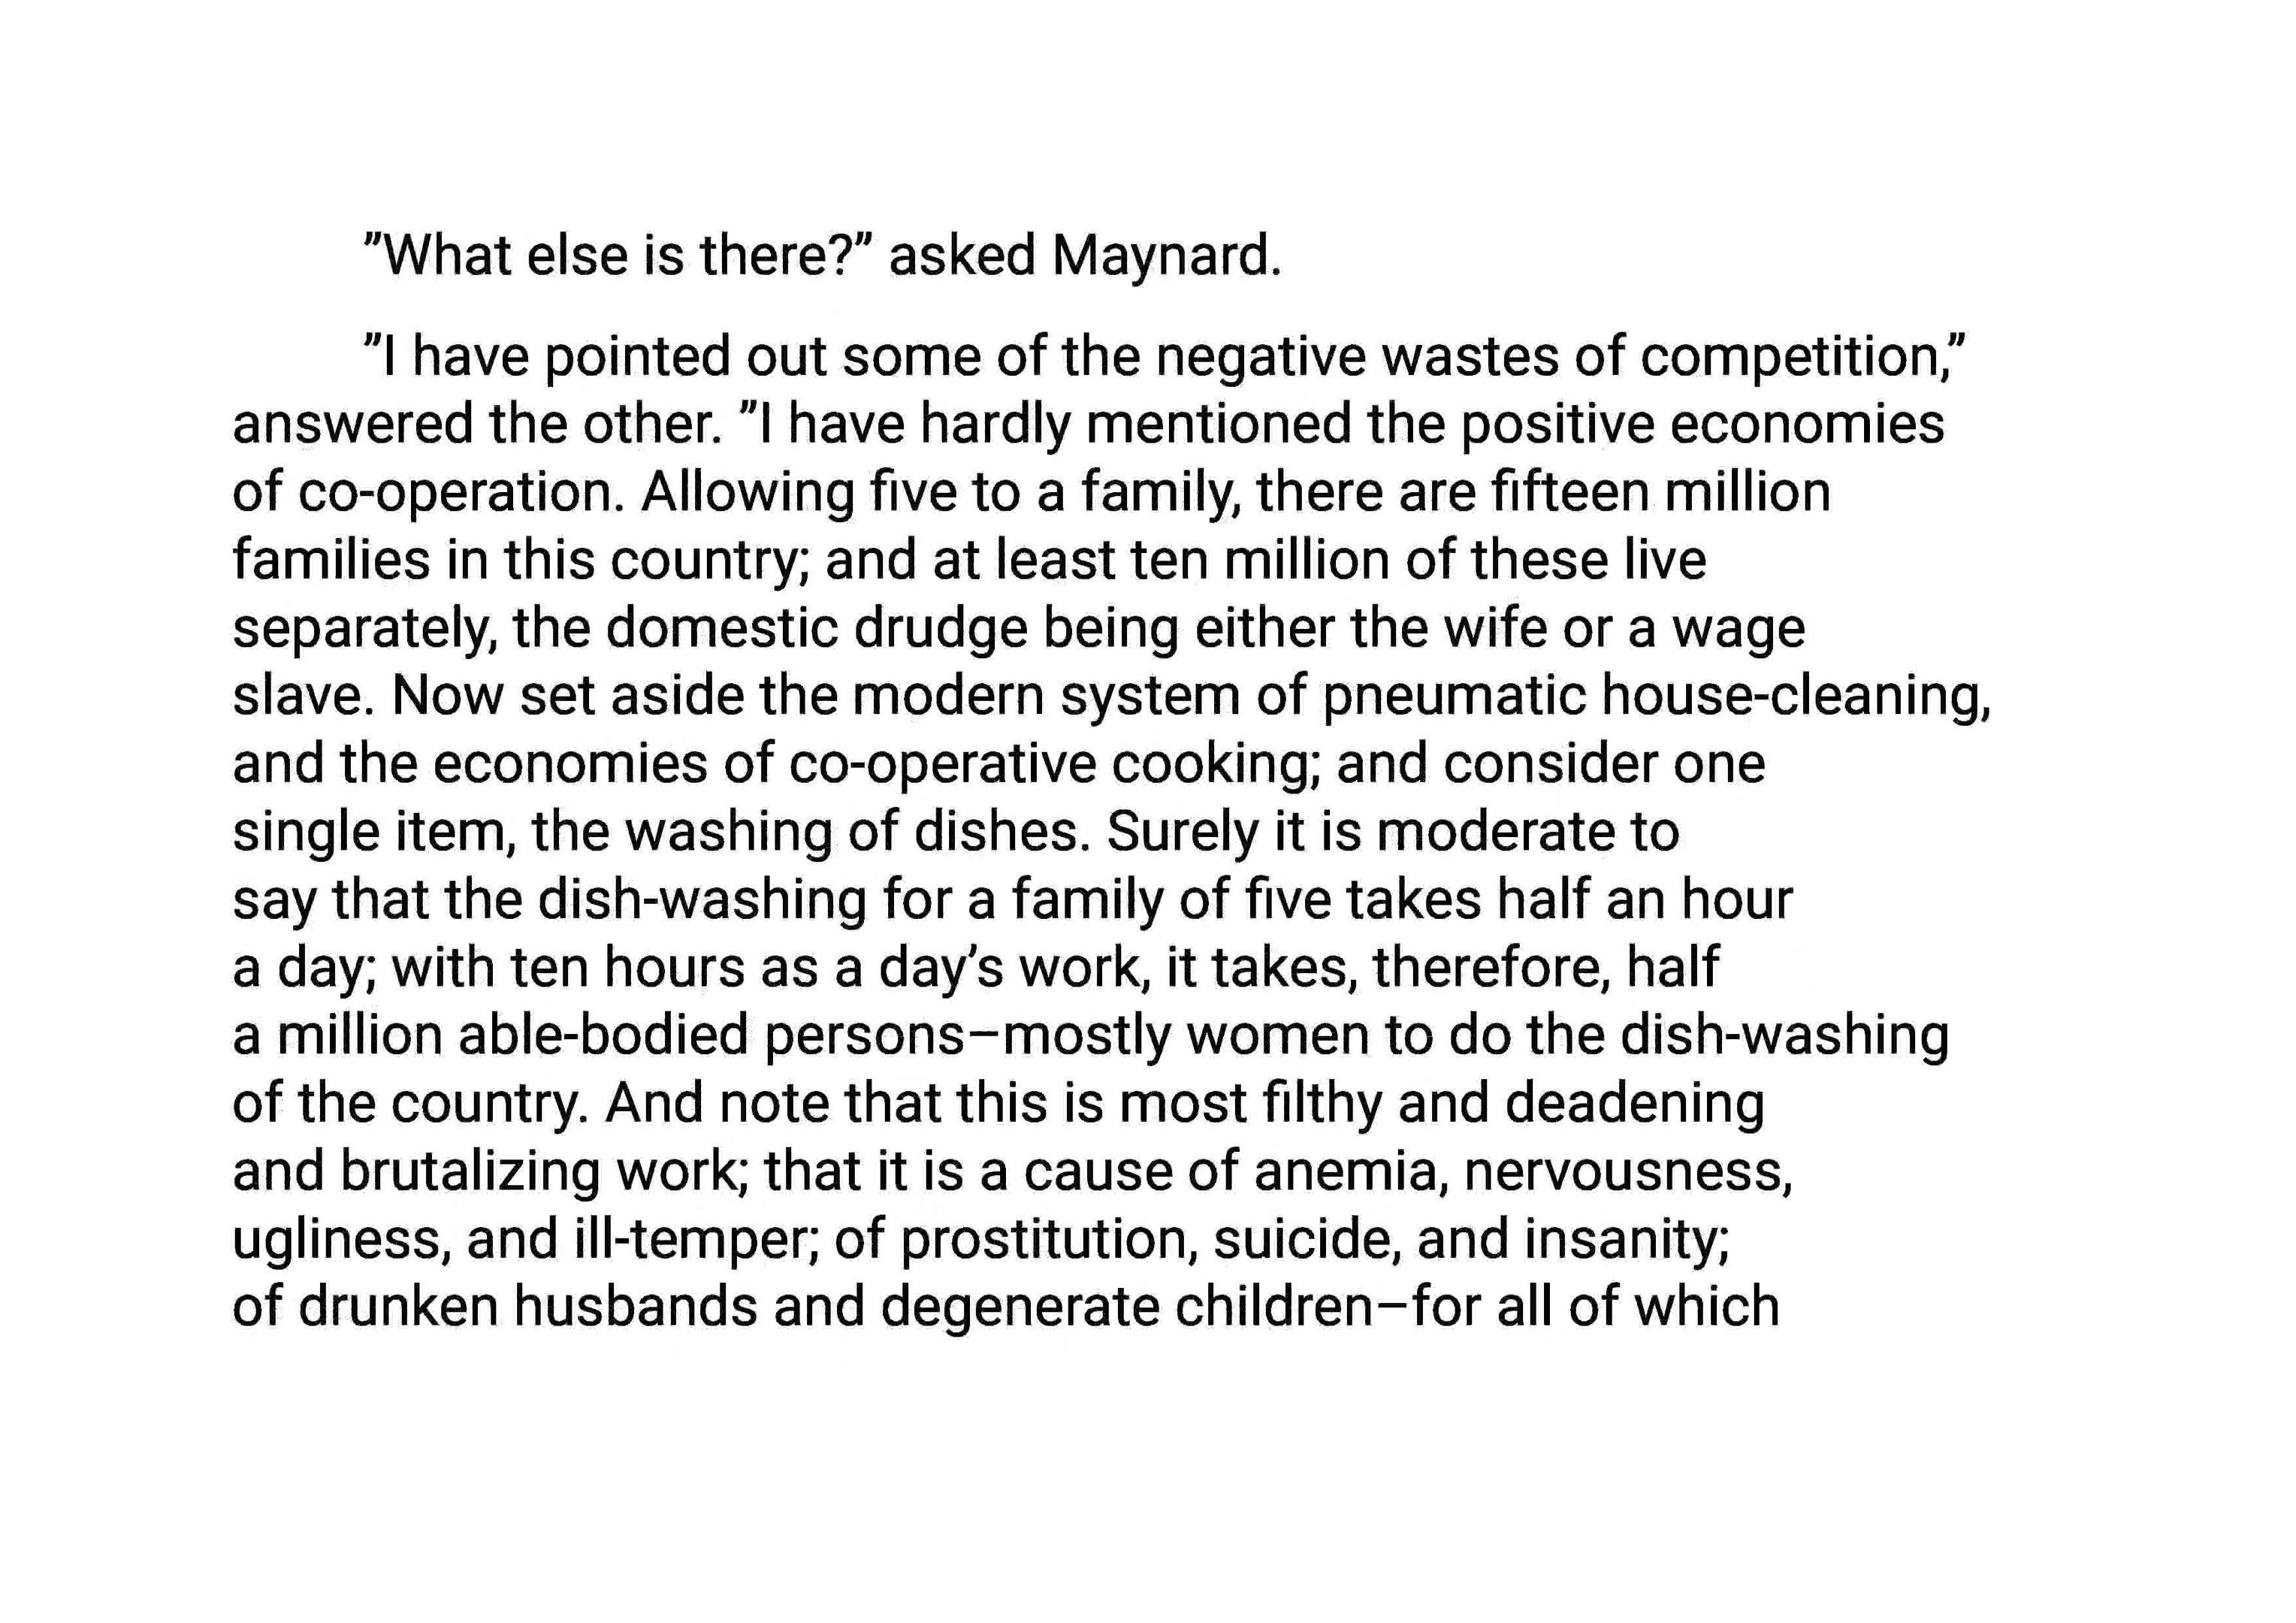 ”What else is there?” asked Maynard.
”I have pointed out some of the negative wastes of competition,”
answered the other. ”I have hardly mentioned the positive economies
of co-operation. Allowing five to a family, there are fifteen million
families in this country; and at least ten million of these live
separately, the domestic drudge being either the wife or a wage
slave. Now set aside the modern system of pneumatic house-cleaning,
and the economies of co-operative cooking; and consider one
single item, the washing of dishes. Surely it is moderate to
say that the dish-washing for a family of five takes half an hour
a day; with ten hours as a day’s work, it takes, therefore, half
a million able-bodied persons—mostly women to do the dish-washing
of the country. And note that this is most filthy and deadening
and brutalizing work; that it is a cause of anemia, nervousness,
ugliness, and ill-temper; of prostitution, suicide, and insanity;
of drunken husbands and degenerate children—for all of which